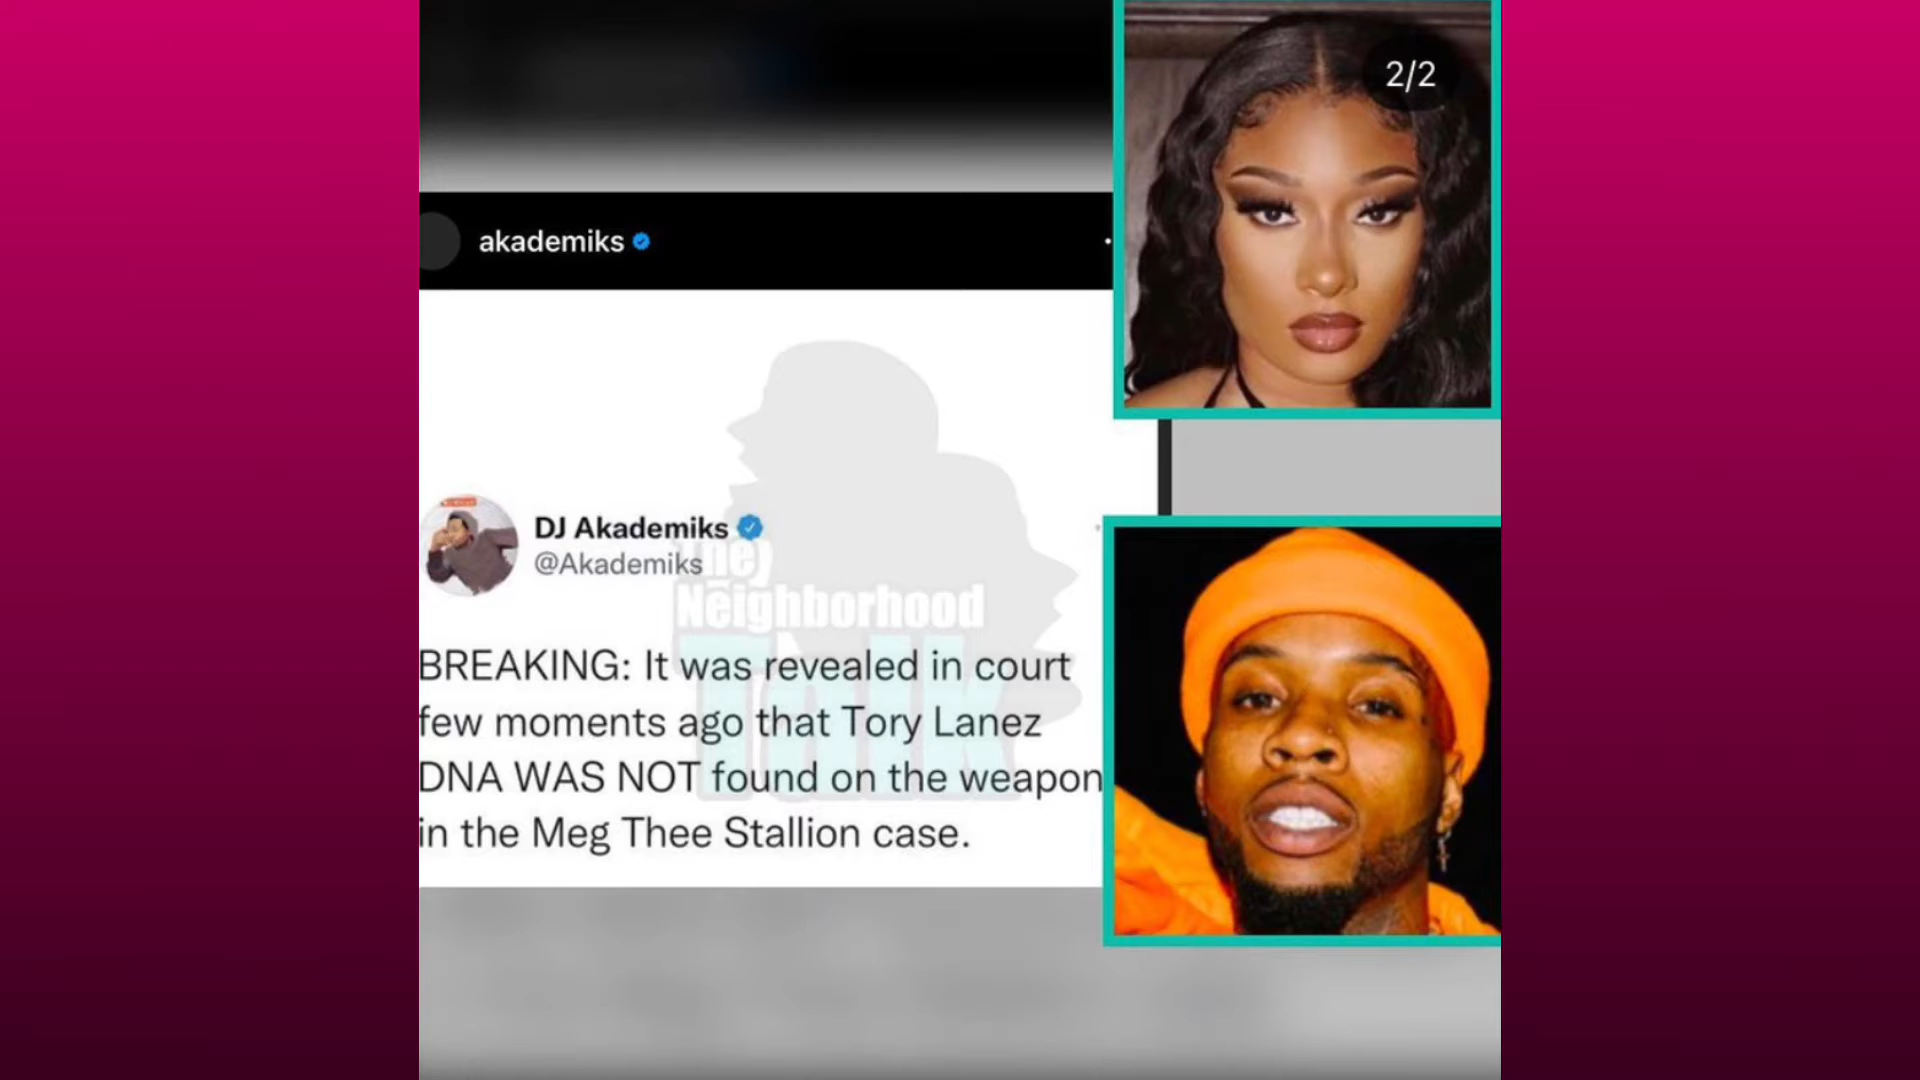 2/2
akademiks
DJ Akademiks
@Akademiks
They
Neighborhood
Talk
BREAKING: It was revealed in court
few moments ago that Tory Lanez
DNA WAS NOT found on the weapon
in the Meg Thee Stallion case.